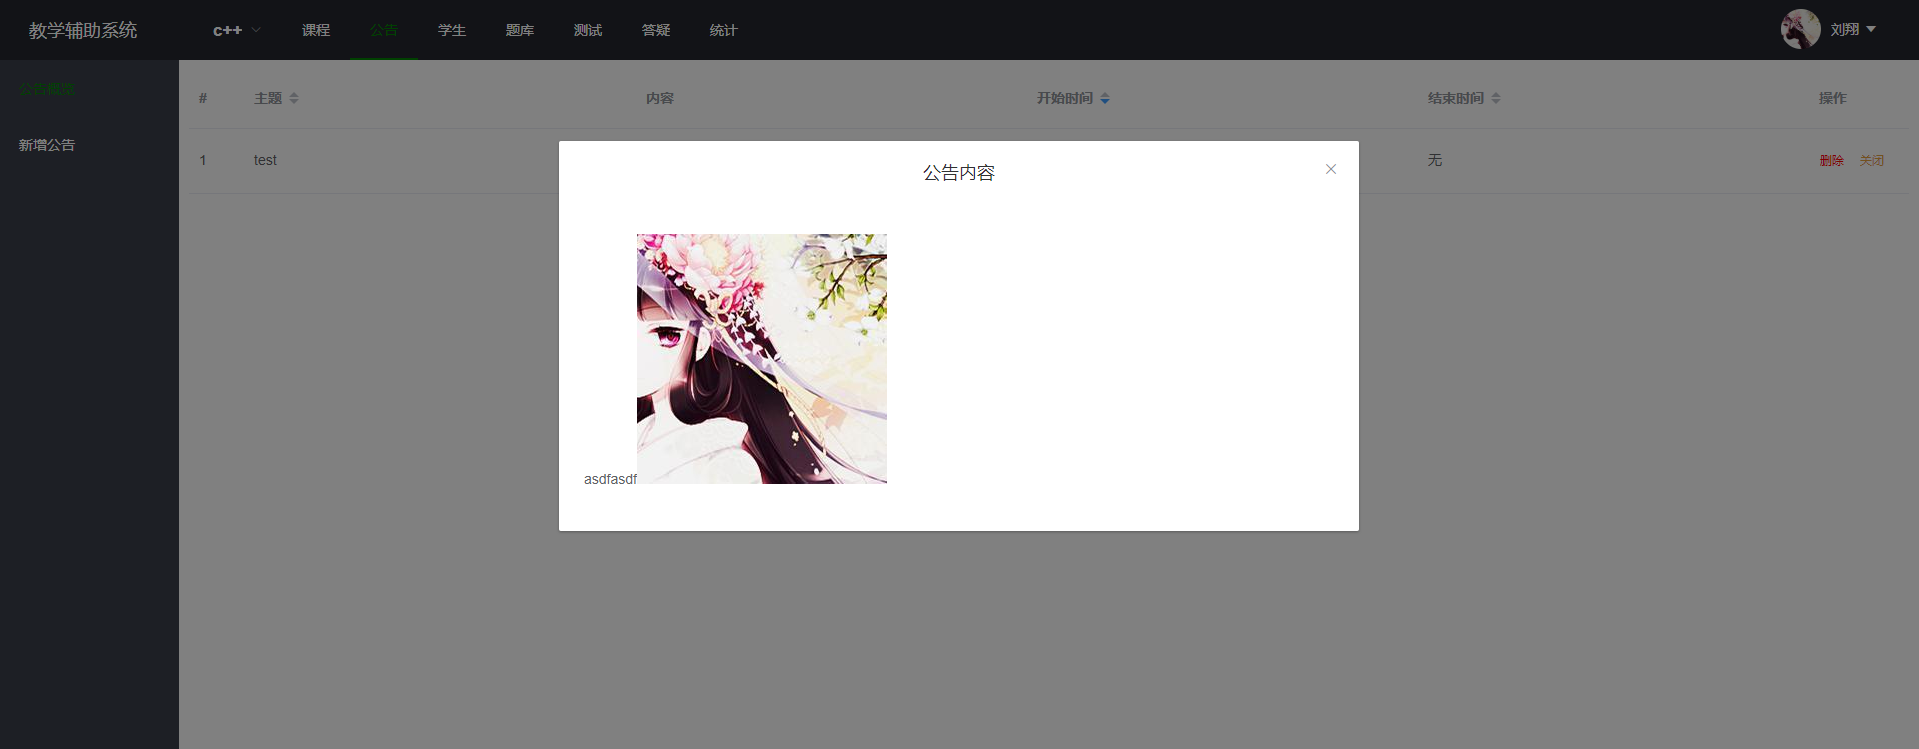 教学辅助系统 c++ 课程 公告 学生 题库 测试 答疑 统计 刘翔
公告概览
新增公告
# 主题 内容 开始时间 结束时间 操作
1 test 无 删除 关闭
公告内容
asdfasdf